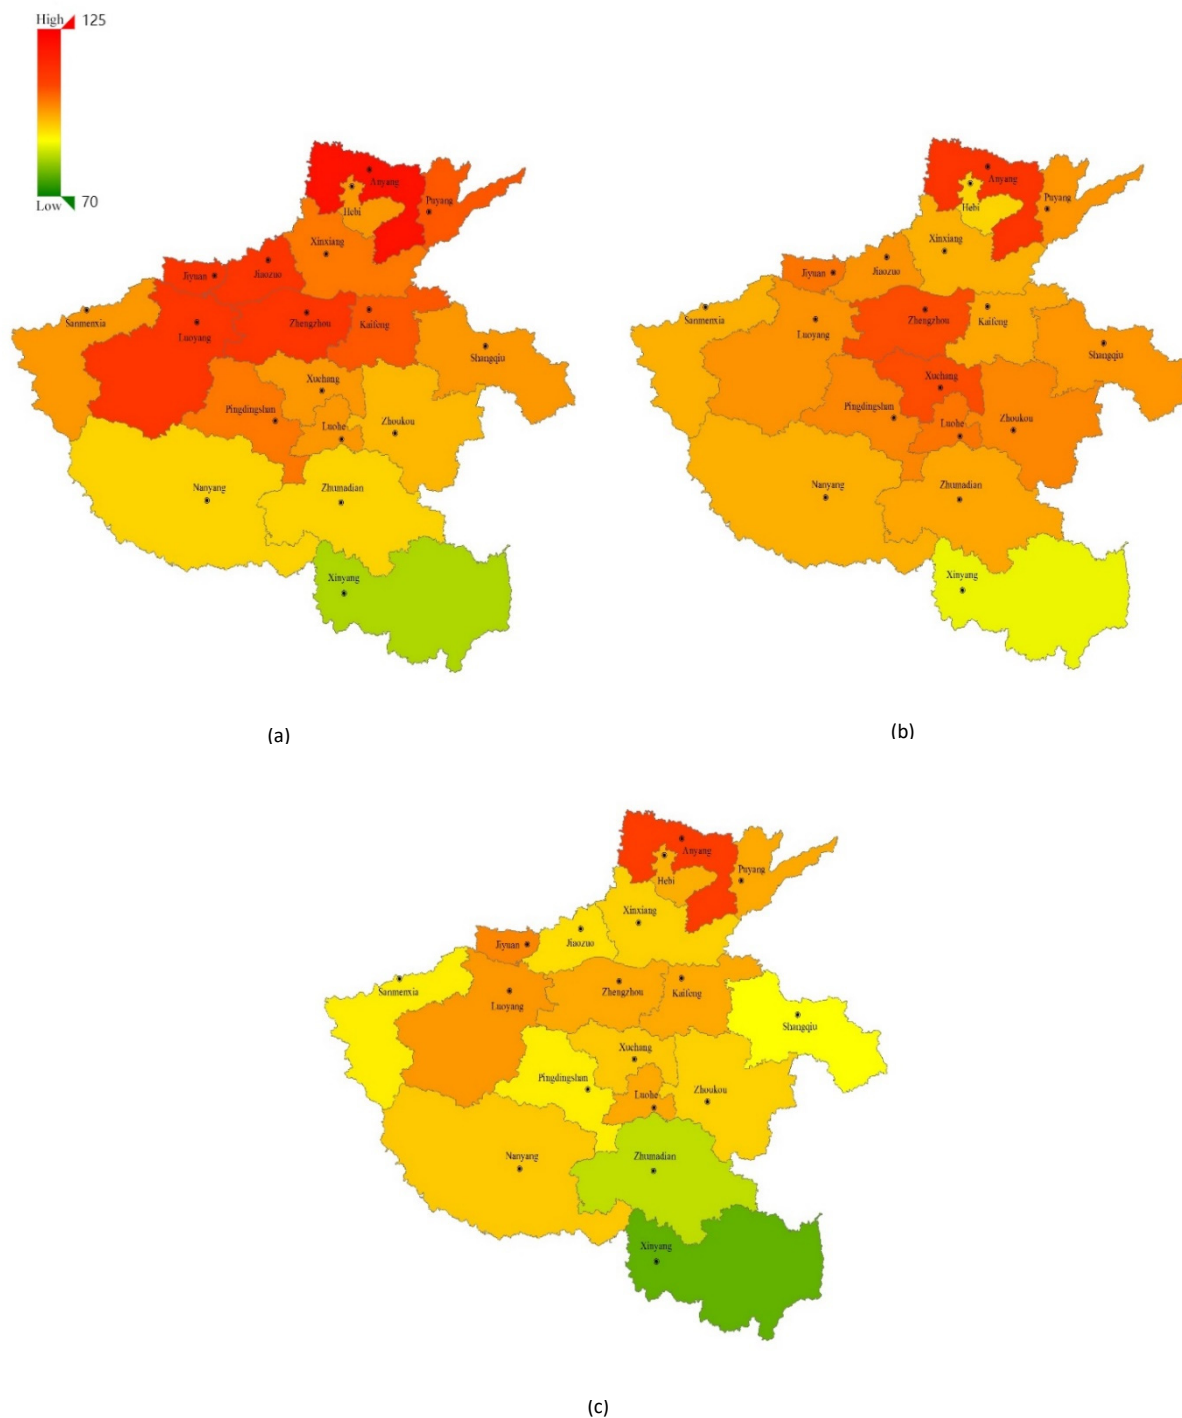 High 125
Low 70
Anyang
Hebi
Puyang
Xinxiang
Jiyuan
Jiaozuo
Sanmenxia
Luoyang
Zhengzhou
Kaifeng
Shangqiu
Xuchang
Pingdingshan
Luohe
Zhoukou
Nanyang
Zhumadian
Xinyang
(a)
Anyang
Hebi
Puyang
Xinxiang
Jiyuan
Jiaozuo
Sanmenxia
Luoyang
Zhengzhou
Kaifeng
Shangqiu
Xuchang
Pingdingshan
Luohe
Zhoukou
Nanyang
Zhumadian
Xinyang
(b)
Anyang
Hebi
Puyang
Xinxiang
Jiyuan
Jiaozuo
Sanmenxia
Luoyang
Zhengzhou
Kaifeng
Shangqiu
Xuchang
Pingdingshan
Luohe
Zhoukou
Nanyang
Zhumadian
Xinyang
(c)